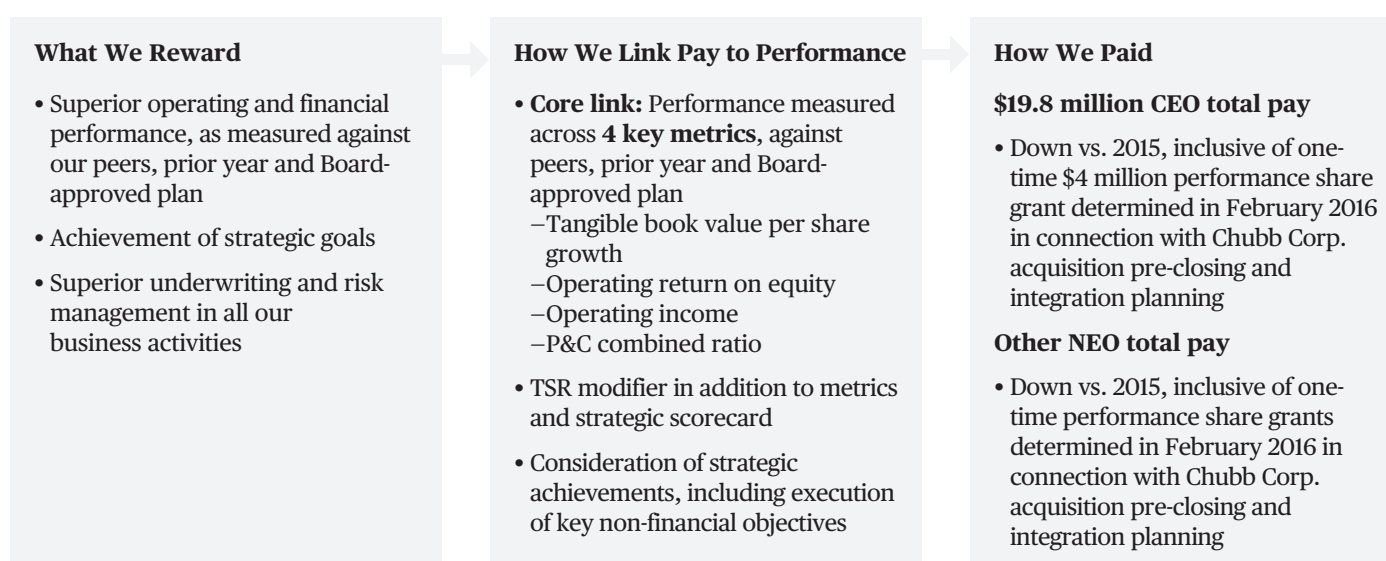 What We Reward
• Superior operating and financial
performance, as measured against
our peers, prior year and Board-
approved plan
• Achievement of strategic goals
• Superior underwriting and risk
management in all our
business activities
How We Link Pay to Performance
• Core link: Performance measured
across 4 key metrics, against
peers, prior year and Board-
approved plan
–Tangible book value per share
growth
–Operating return on equity
–Operating income
–P&C combined ratio
• TSR modifier in addition to metrics
and strategic scorecard
• Consideration of strategic
achievements, including execution
of key non-financial objectives
How We Paid
$19.8 million CEO total pay
• Down vs. 2015, inclusive of one-
time $4 million performance share
grant determined in February 2016
in connection with Chubb Corp.
acquisition pre-closing and
integration planning
Other NEO total pay
• Down vs. 2015, inclusive of one-
time performance share grants
determined in February 2016 in
connection with Chubb Corp.
acquisition pre-closing and
integration planning